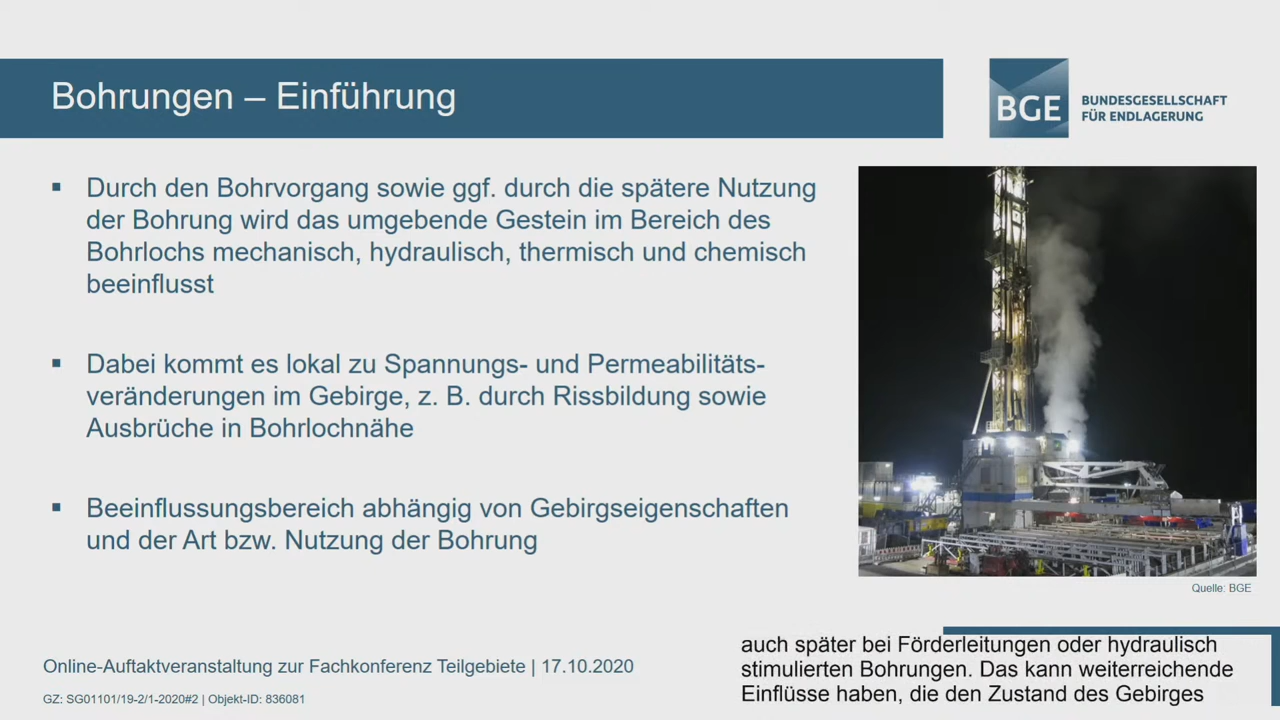 Bohrungen – Einführung
BGE
BUNDESGESELLSCHAFT
FÜR ENDLAGERUNG
▪ Durch den Bohrvorgang sowie ggf. durch die spätere Nutzung
der Bohrung wird das umgebende Gestein im Bereich des
Bohrlochs mechanisch, hydraulisch, thermisch und chemisch
beeinflusst
▪ Dabei kommt es lokal zu Spannungs- und Permeabilitäts-
veränderungen im Gebirge, z. B. durch Rissbildung sowie
Ausbrüche in Bohrlochnähe
▪ Beeinflussungsbereich abhängig von Gebirgseigenschaften
und der Art bzw. Nutzung der Bohrung
Quelle: BGE
Online-Auftaktveranstaltung zur Fachkonferenz Teilgebiete | 17.10.2020
GZ: SG01101/19-2/1-2020#2 | Objekt-ID: 836081
auch später bei Förderleitungen oder hydraulisch
stimulierten Bohrungen. Das kann weiterreichende
Einflüsse haben, die den Zustand des Gebirges